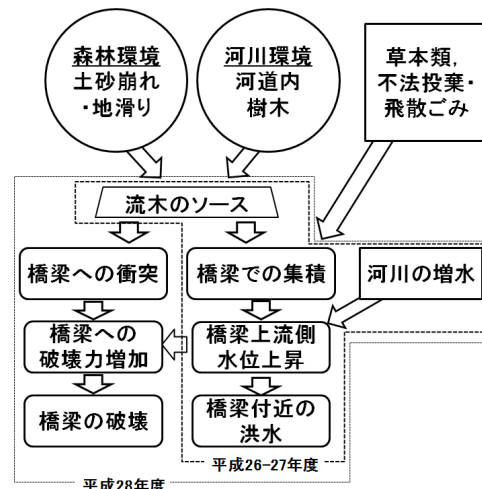 森林環境
土砂崩れ
・地滑り
河川環境
河道内
樹木
草本類,
不法投棄・
飛散ごみ
流木のソース
橋梁への衝突
橋梁での集積
河川の増水
橋梁への
破壊力増加
橋梁上流側
水位上昇
橋梁の破壊
橋梁付近の
洪水
平成26-27年度
平成28年度